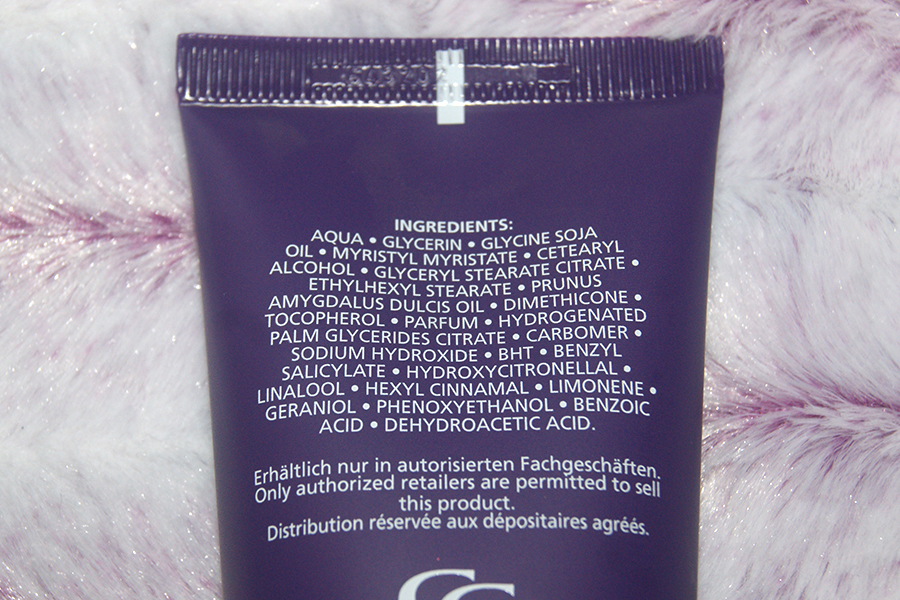 INGREDIENTS:
AQUA • GLYCERIN • GLYCINE SOJA
OIL • MYRISTYL MYRISTATE • CETEARYL
ALCOHOL • GLYCERYL STEARATE CITRATE •
ETHYLHEXYL STEARATE • PRUNUS
AMYGDALUS DULCIS OIL • DIMETHICONE •
TOCOPHEROL • PARFUM • HYDROGENATED
PALM GLYCERIDES CITRATE • CARBOMER •
SODIUM HYDROXIDE • BHT • BENZYL
SALICYLATE • HYDROXYCITRONELLAL •
LINALOOL • HEXYL CINNAMAL • LIMONENE •
GERANIOL • PHENOXYETHANOL • BENZOIC
ACID • DEHYDROACETIC ACID.
Erhältlich nur in autorisierten Fachgeschäften.
Only authorized retailers are permitted to sell
this product.
Distribution réservée aux dépositaires agréés.